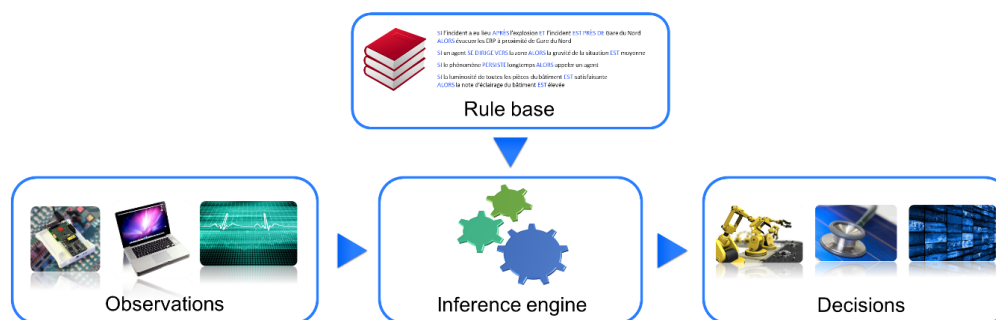 SI l'incident a eu lieu APRÈS l'explosion ET l'incident EST PRÈS DE Gare du Nord
ALORS évacuer les ERP à proximité de Gare du Nord
SI un agent SE DIRIGE VERS la zone ALORS la gravité de la situation EST moyenne
SI le phénomène PERSISTE longtemps ALORS appeler un agent
SI la luminosité de toutes les pièces du bâtiment EST satisfaisante
ALORS la note d'éclairage du bâtiment EST élevée
Rule base
Observations
Inference engine
Decisions